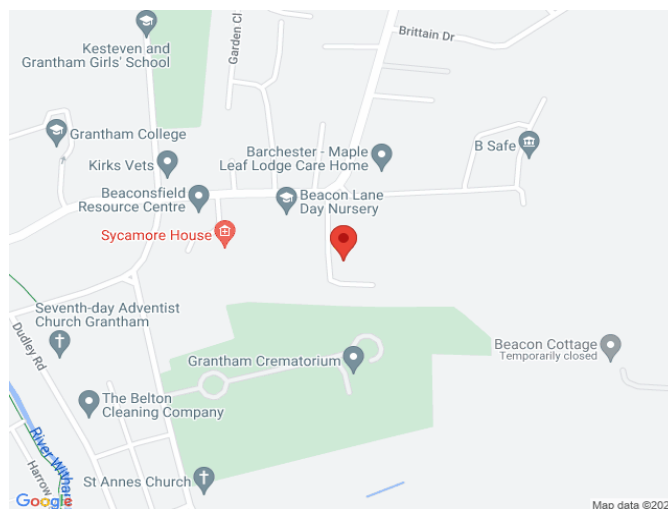 Kesteven and
Grantham Girls' School
Garden Cl
Brittain Dr
Grantham College
Kirks Vets
Barchester - Maple
Leaf Lodge Care Home
B Safe
Beaconsfield
Resource Centre
Beacon Lane
Day Nursery
Sycamore House
Seventh-day Adventist
Church Grantham
Dudley Rd
Grantham Crematorium
Beacon Cottage
Temporarily closed
The Belton
Cleaning Company
River Witham
Harrow
St Annes Church
Google
Map data ©202